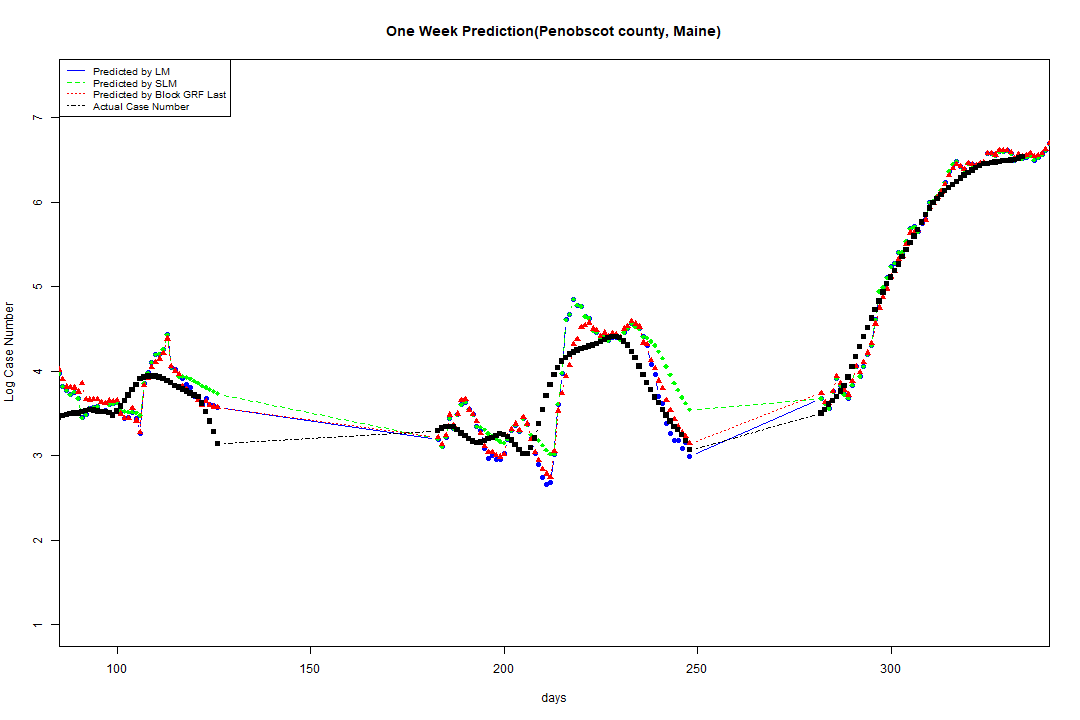 One Week Prediction(Penobscot county, Maine)
Predicted by LM
Predicted by SLM
Predicted by Block GRF Last
Actual Case Number
7
6
5
4
3
2
1
Log Case Number
100 150 200 250 300
days